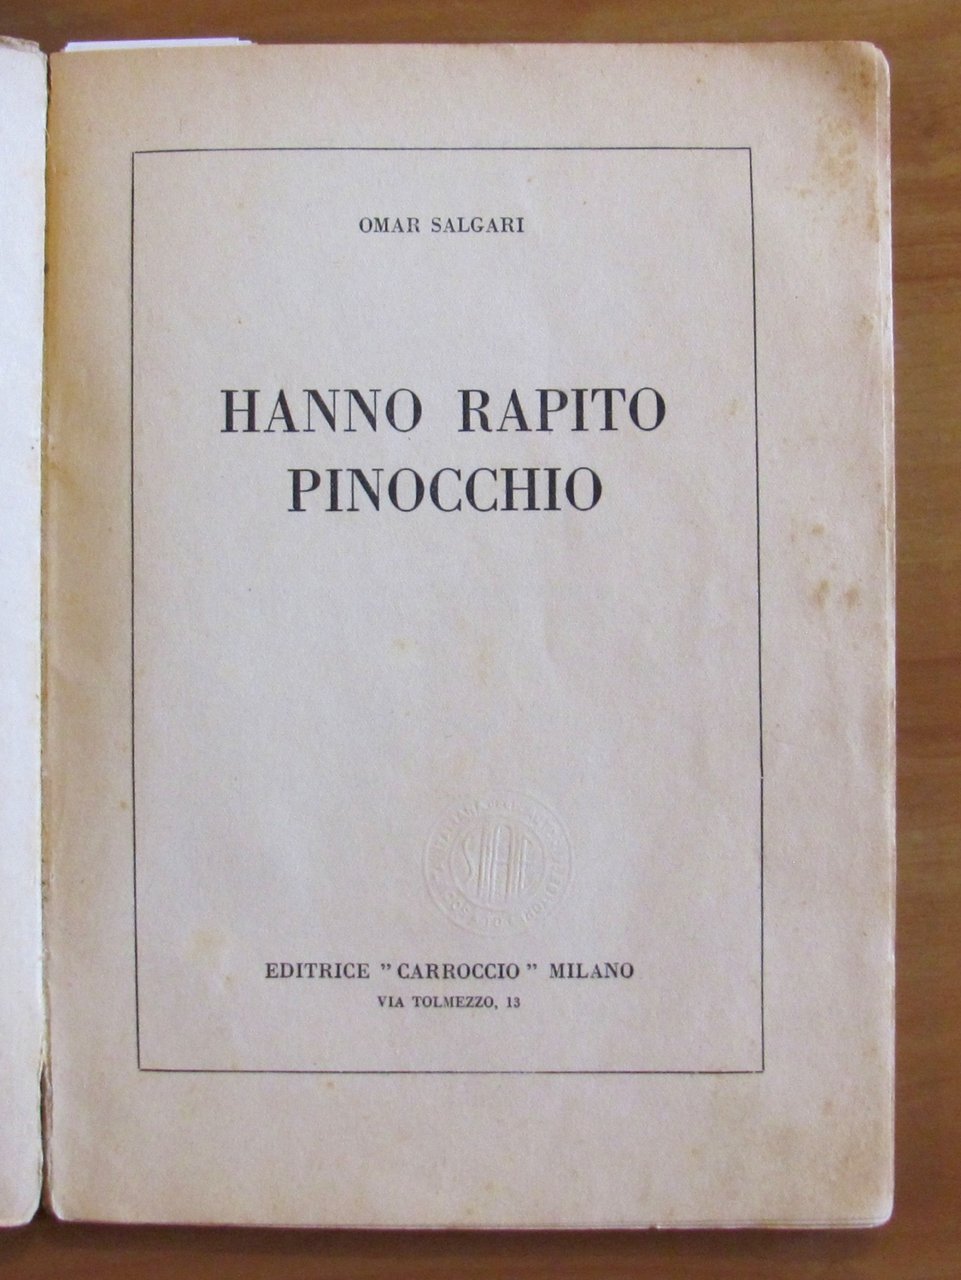 OMAR SALGARI
HANNO RAPITO
PINOCCHIO
EDITRICE ” CARROCCIO ” MILANO
VIA TOLMEZZO, 13